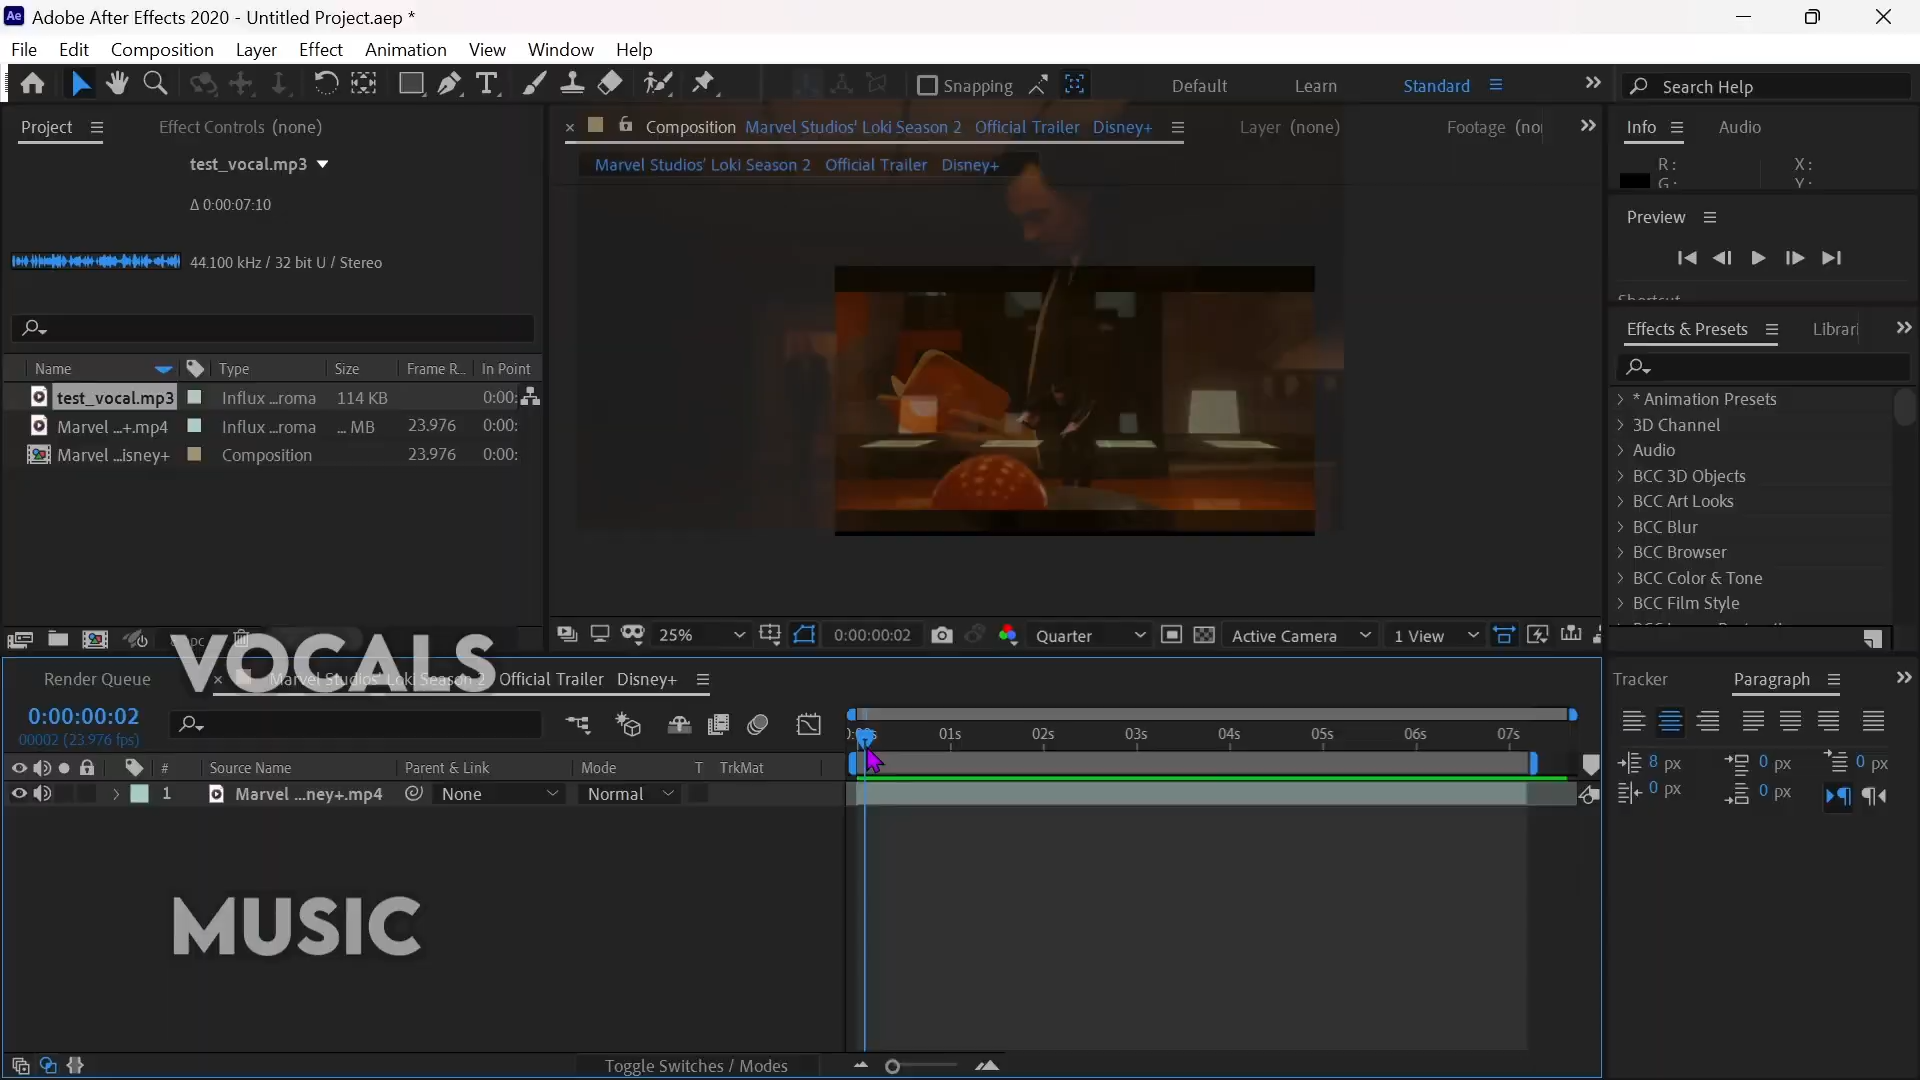 Adobe After Effects 2020 - Untitled Project.aep *
File Edit Composition Layer Effect Animation View Window Help
Snapping Default Learn Standard Search Help
Project Effect Controls (none)
test_vocal.mp3
Δ 0:00:07:10
44.100 kHz / 32 bit U / Stereo
Name Type Size Frame R... In Point
test_vocal.mp3 Influx ...roma 114 KB 0:00:
Marvel ...+.mp4 Influx ...roma ... MB 23.976 0:00:
Marvel ...isney+ Composition 23.976 0:00:
Composition Marvel Studios' Loki Season 2 Official Trailer Disney+ Layer (none) Footage (no
Marvel Studios' Loki Season 2 Official Trailer Disney+
25% 0:00:00:02 Quarter Active Camera 1 View
Info Audio
R: X:
G: Y:
Preview
Effects & Presets Librari
* Animation Presets
3D Channel
Audio
BCC 3D Objects
BCC Art Looks
BCC Blur
BCC Browser
BCC Color & Tone
BCC Film Style
VOCALS
Render Queue Marvel Studios' Loki Season 2 Official Trailer Disney+
0:00:00:02
00002 (23.976 fps)
01s 02s 03s 04s 05s 06s 07s
# Source Name Parent & Link Mode T TrkMat
1 Marvel ...ney+.mp4 None Normal
MUSIC
Toggle Switches / Modes
Tracker Paragraph
8 px 0 px 0 px
0 px 0 px